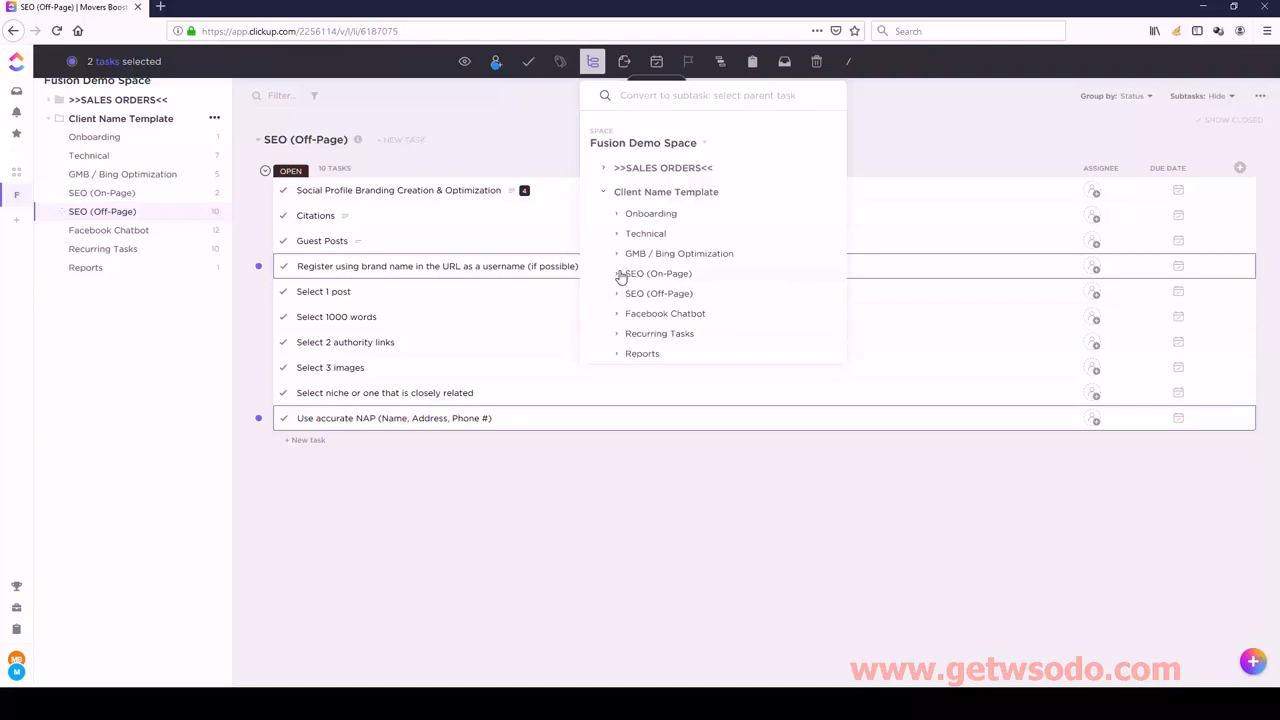 SEO (Off-Page) | Movers Boost
https://app.clickup.com/2256114/v/l/li/6187075
Search
2 tasks selected
Fusion Demo Space
>>SALES ORDERS<<
Client Name Template
Onboarding 1
Technical 7
GMB / Bing Optimization 5
SEO (On-Page) 2
SEO (Off-Page) 10
Facebook Chatbot 12
Recurring Tasks 10
Reports 1
F
MB
M
Filter...
Group by: Status
Subtasks: Hide
SHOW CLOSED
SEO (Off-Page)
+ NEW TASK
OPEN 10 TASKS
ASSIGNEE DUE DATE
Social Profile Branding Creation & Optimization 4
Citations
Guest Posts
Register using brand name in the URL as a username (if possible)
Select 1 post
Select 1000 words
Select 2 authority links
Select 3 images
Select niche or one that is closely related
Use accurate NAP (Name, Address, Phone #)
+ New task
Convert to subtask: select parent task
SPACE
Fusion Demo Space
>>SALES ORDERS<<
Client Name Template
Onboarding
Technical
GMB / Bing Optimization
SEO (On-Page)
SEO (Off-Page)
Facebook Chatbot
Recurring Tasks
Reports
www.getwsodo.com